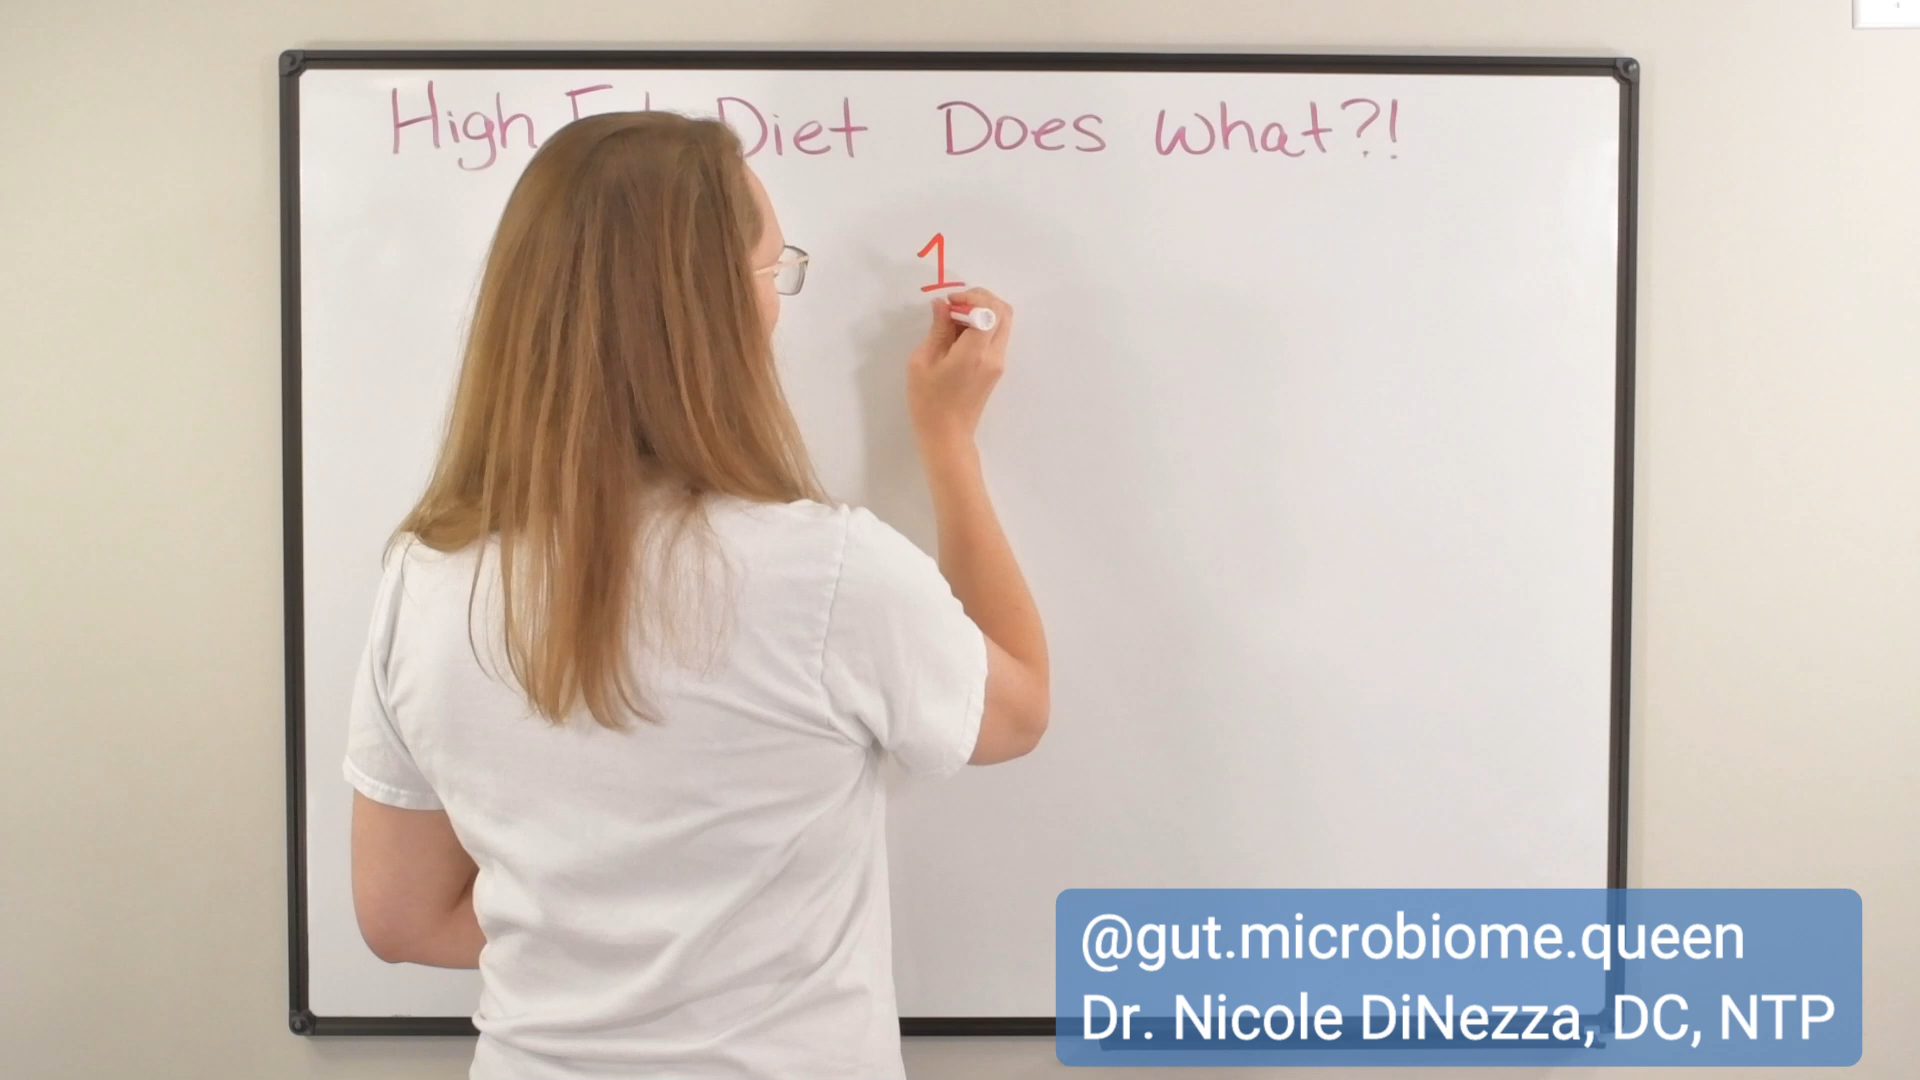 High Diet Does What?!
1
@gut.microbiome.queen
Dr. Nicole DiNezza, DC, NTP